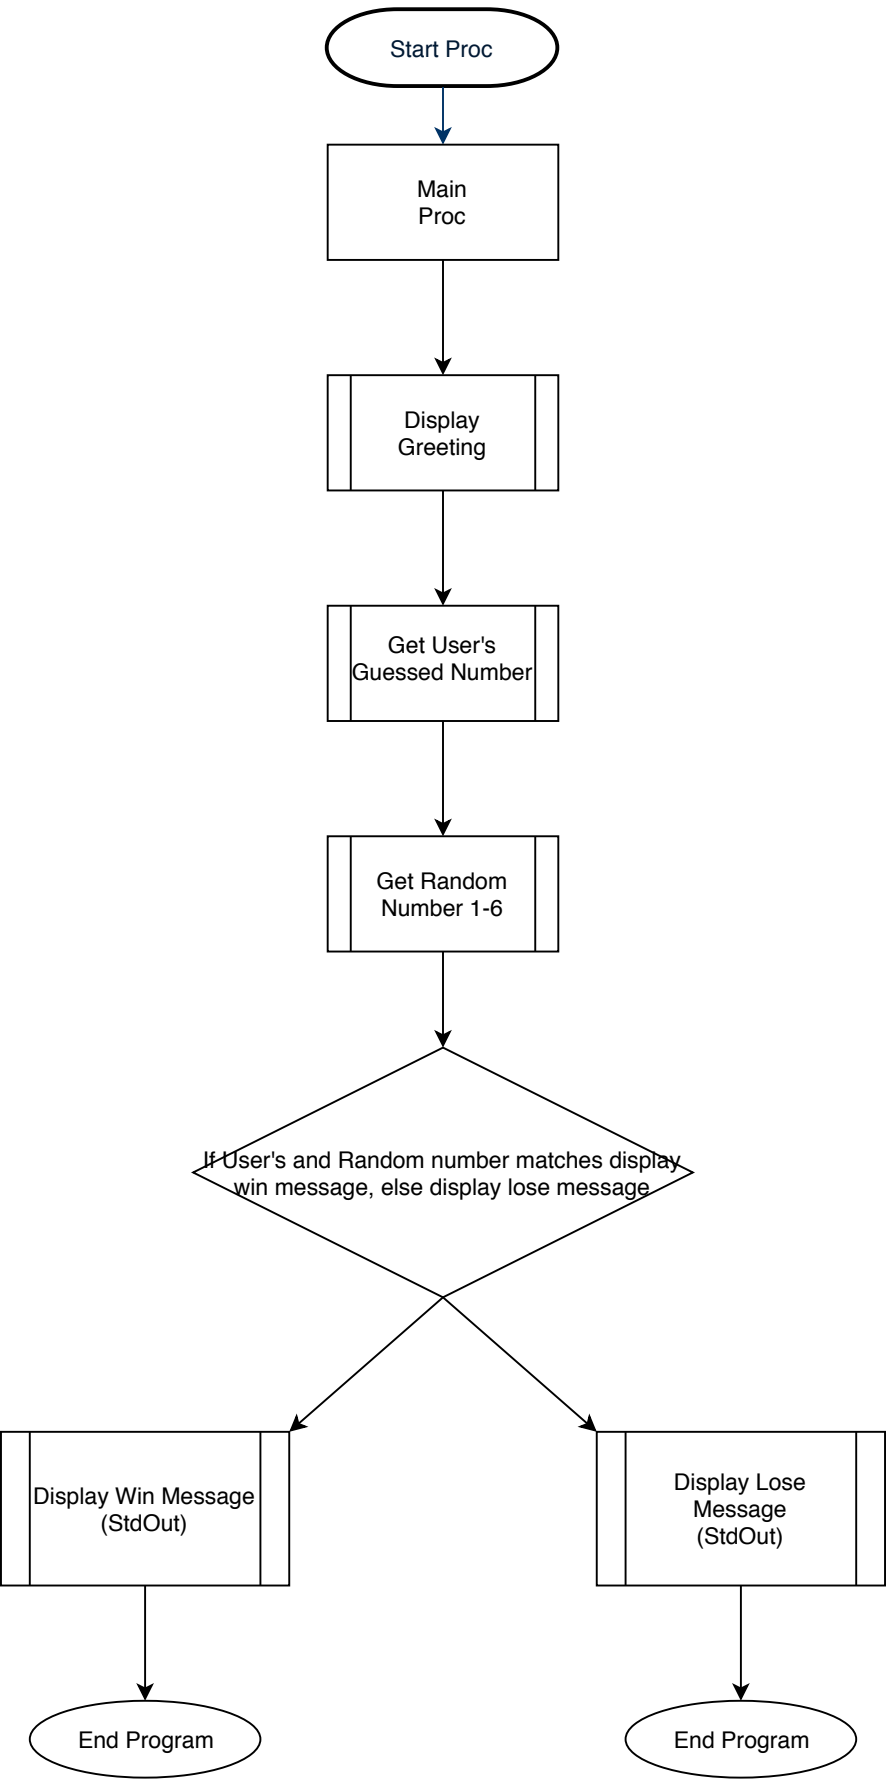 Start Proc
Main
Proc
Display
Greeting
Get User's
Guessed Number
Get Random
Number 1-6
If User's and Random number matches display
win message, else display lose message
Display Win Message
(StdOut)
Display Lose
Message
(StdOut)
End Program
End Program